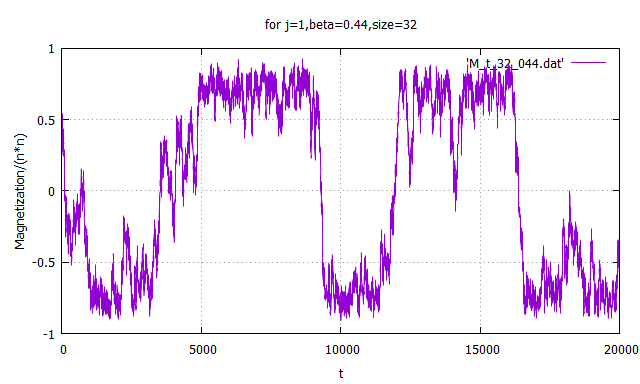 for j=1,beta=0.44,size=32
'M_t_32_044.dat'
1
0.5
0
-0.5
-1
Magnetization/(n*n)
0 5000 10000 15000 20000
t